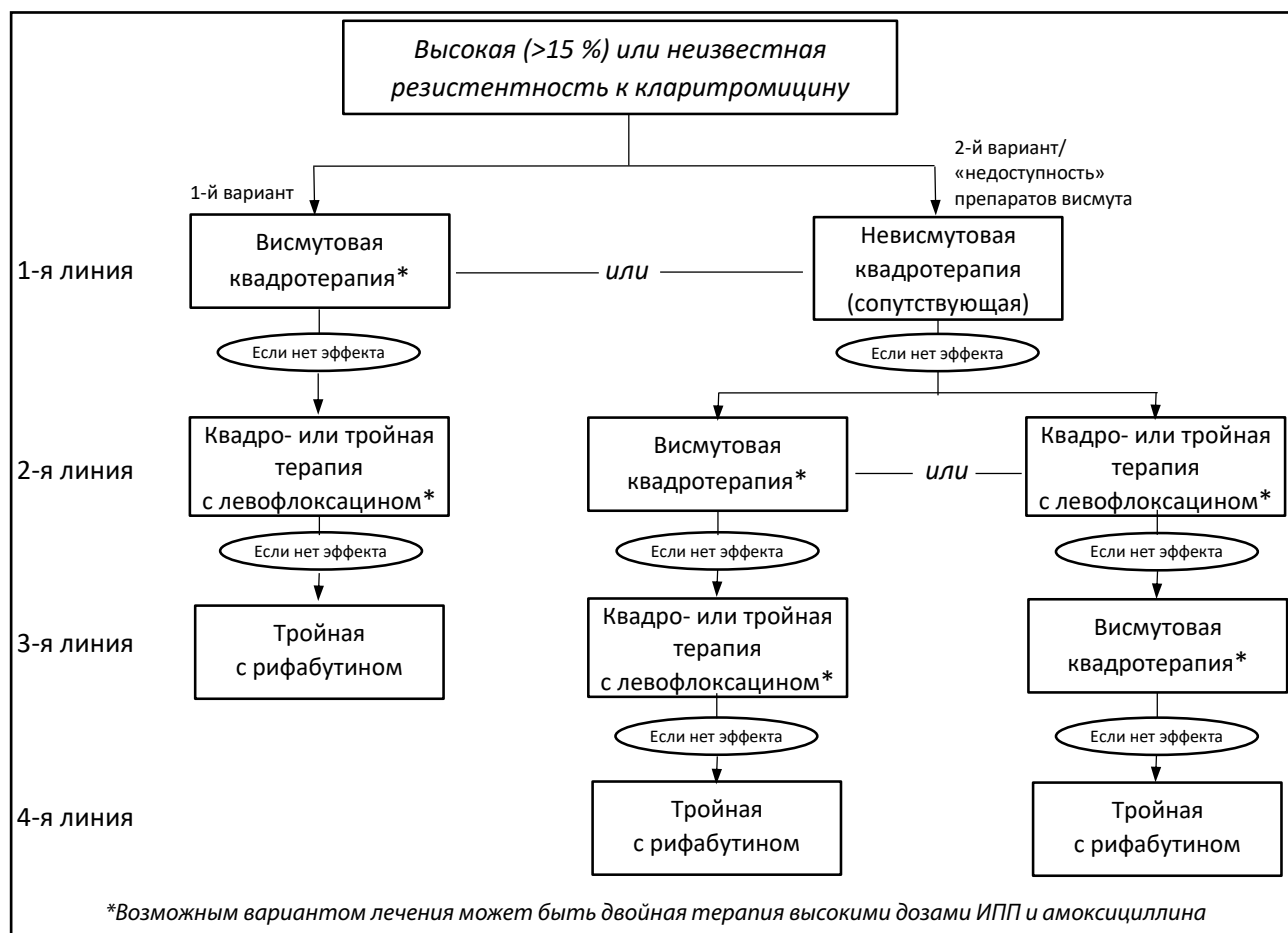 Высокая (>15 %) или неизвестная
резистентность к кларитромицину
1-й вариант
2-й вариант/
«недоступность»
препаратов висмута
1-я линия
Висмутовая
квадротерапия*
или
Невисмутовая
квадротерапия
(сопутствующая)
Если нет эффекта
Если нет эффекта
2-я линия
Квадро- или тройная
терапия
с левофлоксацином*
Висмутовая
квадротерапия*
или
Квадро- или тройная
терапия
с левофлоксацином*
Если нет эффекта
Если нет эффекта
Если нет эффекта
3-я линия
Тройная
с рифабутином
Квадро- или тройная
терапия
с левофлоксацином*
Висмутовая
квадротерапия*
Если нет эффекта
Если нет эффекта
4-я линия
Тройная
с рифабутином
Тройная
с рифабутином
*Возможным вариантом лечения может быть двойная терапия высокими дозами ИПП и амоксициллина